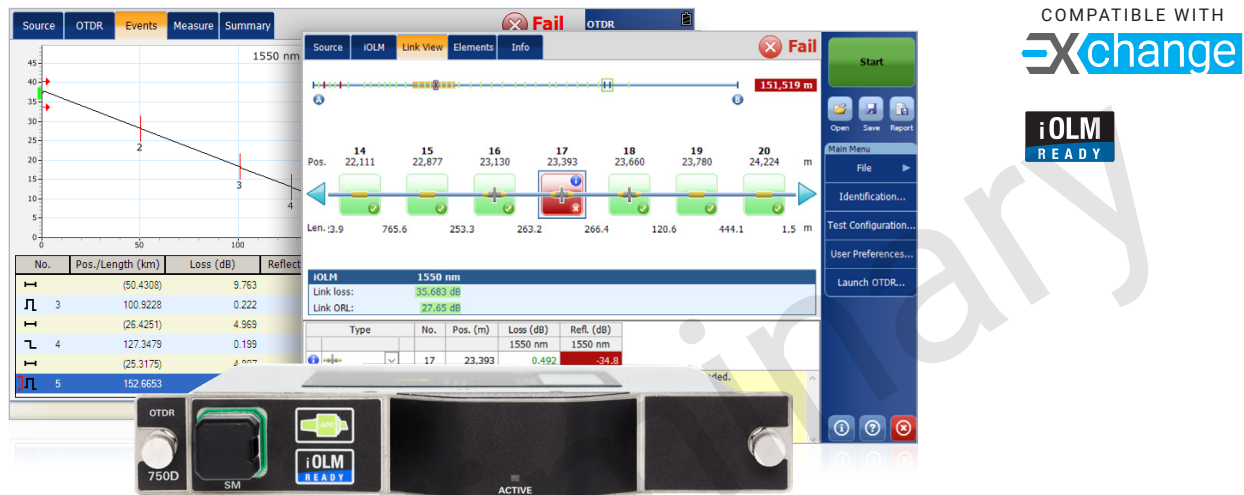 COMPATIBLE WITH
EXchange
iOLM
READY
Source OTDR Events Measure Summary
Fail
OTDR
1550 nm
45
40
35
30
25
20
15
10
5
0
0 50 100
2
3
4
No. Pos./Length (km) Loss (dB) Reflect
(50.4308) 9.763
3 100.9228 0.222
(26.4251) 4.969
4 127.3479 0.199
(25.3175)
5 152.6653
Source iOLM Link View Elements Info
Fail
A
B
151,519 m
14 15 16 17 18 19 20
Pos. 22,111 22,877 23,130 23,393 23,660 23,780 24,224 m
Len. :3.9 765.6 253.3 263.2 266.4 120.6 444.1 1.5 m
iOLM 1550 nm
Link loss: 35.683 dB
Link ORL: 27.65 dB
Type No. Pos. (m) Loss (dB) Refl. (dB)
1550 nm 1550 nm
17 23,393 0.492 -34.8
ded.
Start
Open Save Report
Main Menu
File
Identification...
Test Configuration...
User Preferences...
Launch OTDR...
OTDR
750D
SM
APC
iOLM
READY
ACTIVE
inary